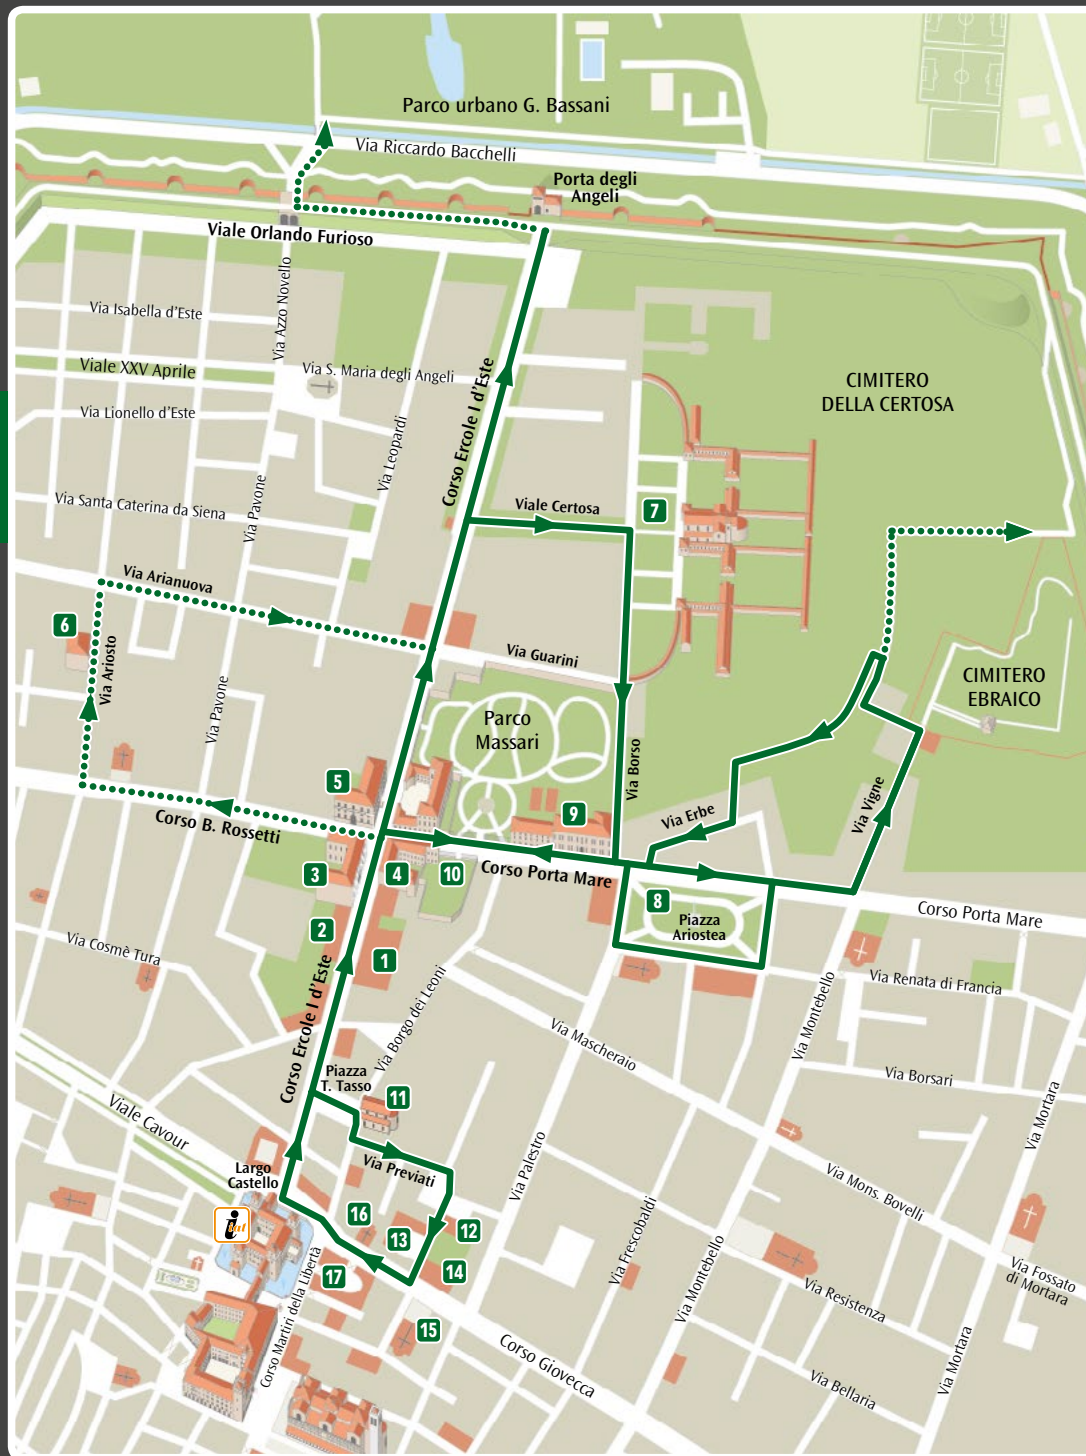 Parco urbano G. Bassani
Via Riccardo Bacchelli
Porta degli
Angeli
Viale Orlando Furioso
Via Isabella d'Este
Via Azzo Novello
Viale XXV Aprile
Via S. Maria degli Angeli
Via Lionello d'Este
Via Leopardi
Corso Ercole I d'Este
CIMITERO
DELLA CERTOSA
Via Santa Caterina da Siena
Via Pavone
Viale Certosa
7
Via Arianuova
6
Via Ariosto
Via Guarini
CIMITERO
EBRAICO
Via Pavone
Parco
Massari
Via Borso
5
9
Via Erbe
Via Vigne
Corso B. Rossetti
3
4
10
Corso Porta Mare
8
Piazza
Ariostea
Corso Porta Mare
2
1
Via Cosmè Tura
Corso Ercole I d'Este
Via Borgo dei Leoni
Via Renata di Francia
Via Montebello
Via Mascheraio
Via Borsari
Piazza
T. Tasso
11
Viale Cavour
Via Mortara
Via Previati
Via Palestro
Largo
Castello
Via Mons. Bovelli
i
iat
16
13
12
14
17
15
Via Frescobaldi
Via Montebello
Via Fossato
di Mortara
Via Resistenza
Corso Martiri della Libertà
Corso Giovecca
Via Bellaria
Via Mortara